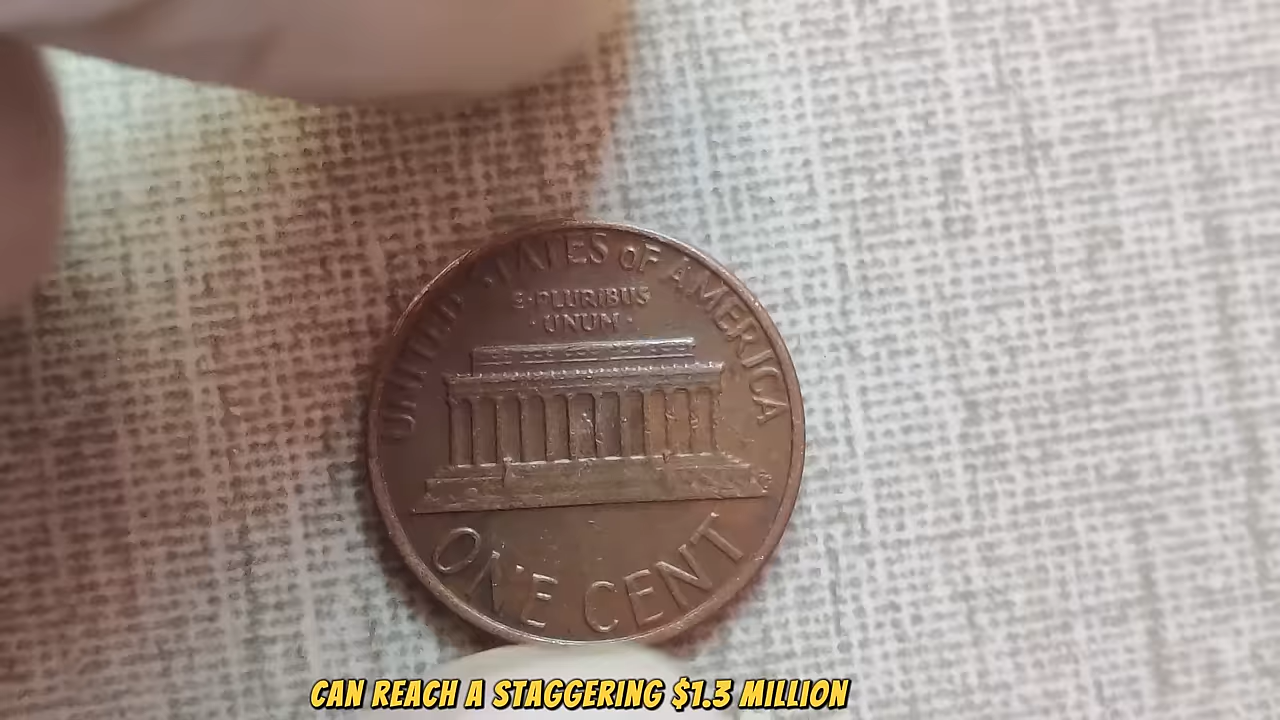 UNITED STATES OF AMERICA
E·PLURIBUS
·UNUM·
ONE CENT
CAN REACH A STAGGERING $1.3 MILLION